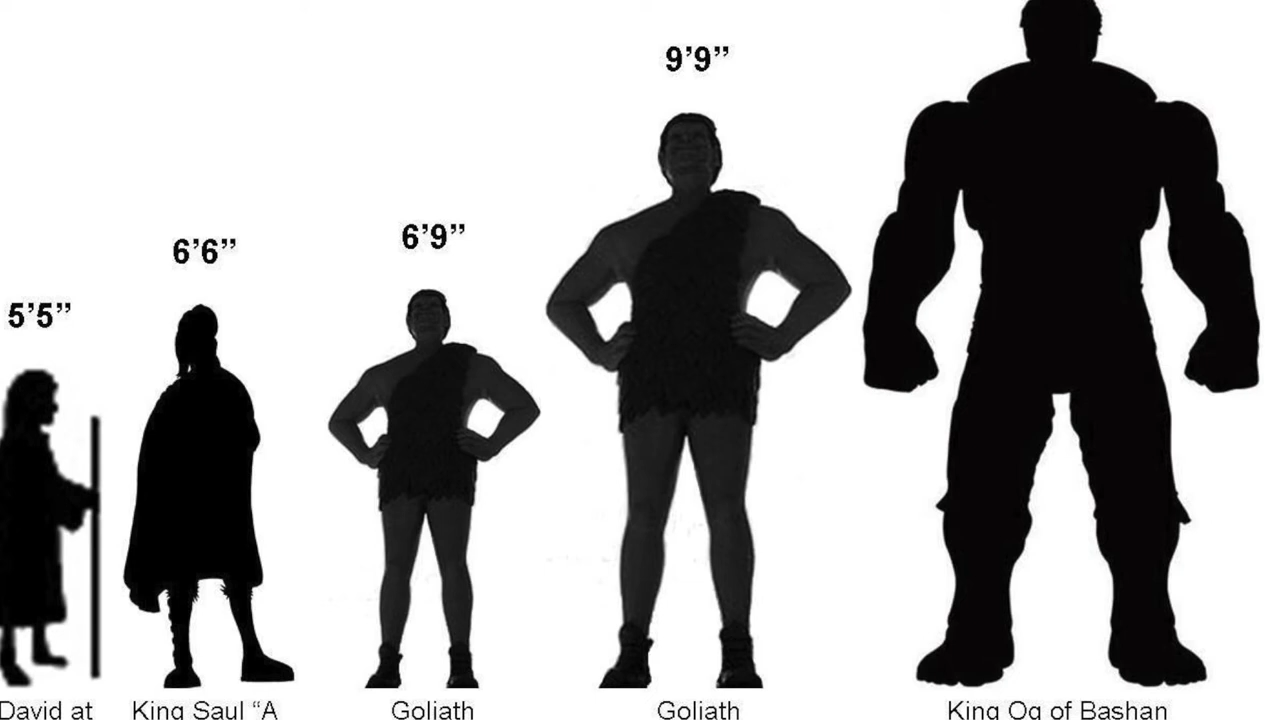 9’9”
6’9”
6’6”
5’5”
David at
King Saul “A
Goliath
Goliath
King Og of Bashan